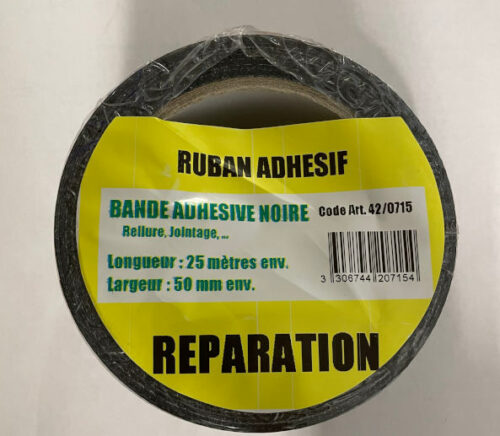 RUBAN ADHESIF
BANDE ADHESIVE NOIRE Code Art. 42/0715
Reliure, Jointage, ...
Longueur : 25 mètres env.
Largeur : 50 mm env.
3 306744 207154
REPARATION